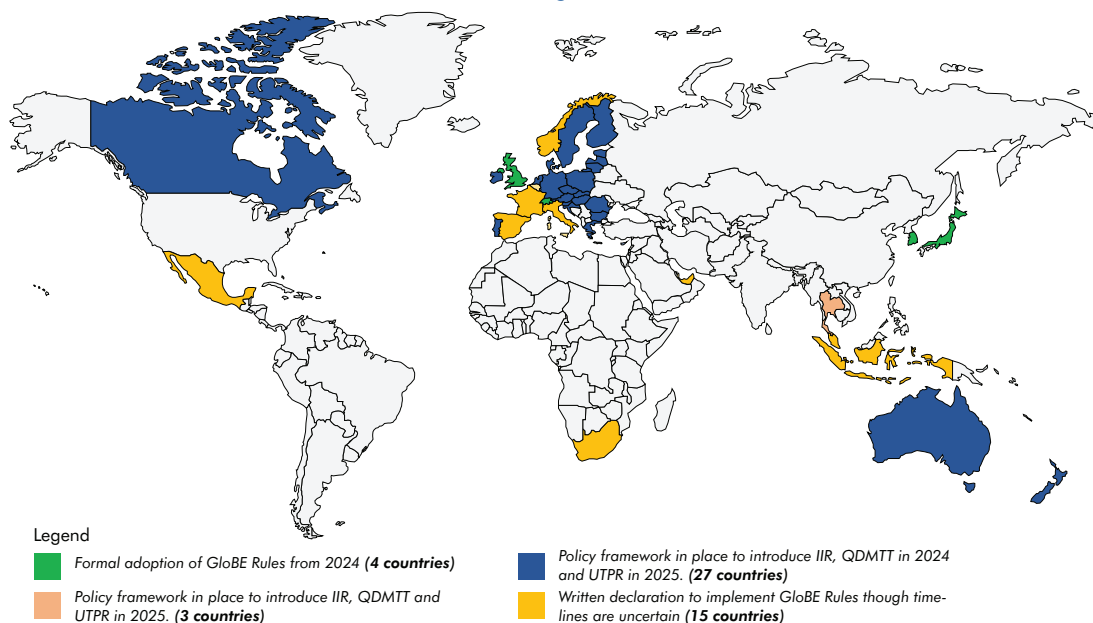 Legend
Formal adoption of GloBE Rules from 2024 (4 countries)
Policy framework in place to introduce IIR, QDMTT and
UTPR in 2025. (3 countries)
Policy framework in place to introduce IIR, QDMTT in 2024
and UTPR in 2025. (27 countries)
Written declaration to implement GloBE Rules though time-
lines are uncertain (15 countries)